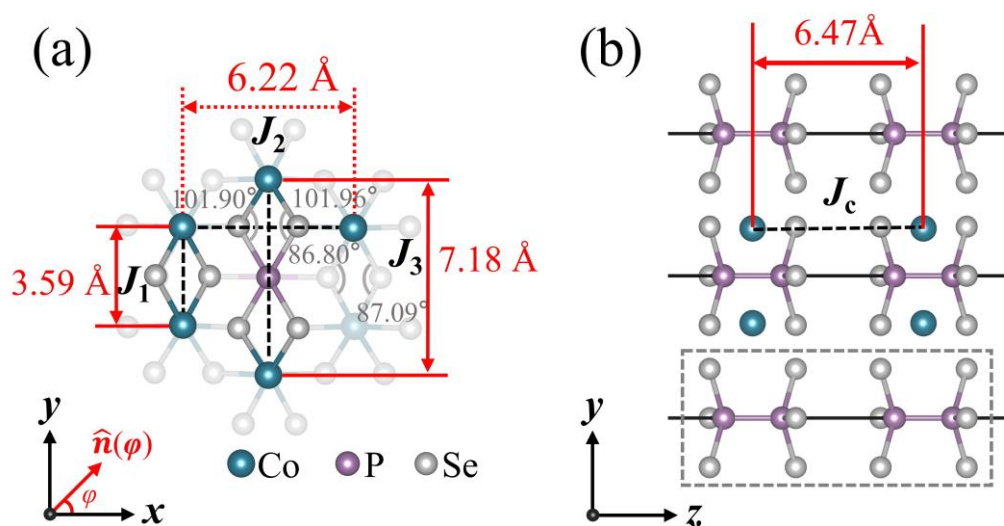 (a)
6.22 Å
J2
101.90° 101.96°
86.80° J3
3.59 Å J1 7.18 Å
87.09°
y
n̂(φ)
φ
x
Co P Se
(b)
6.47Å
Jc
y
z